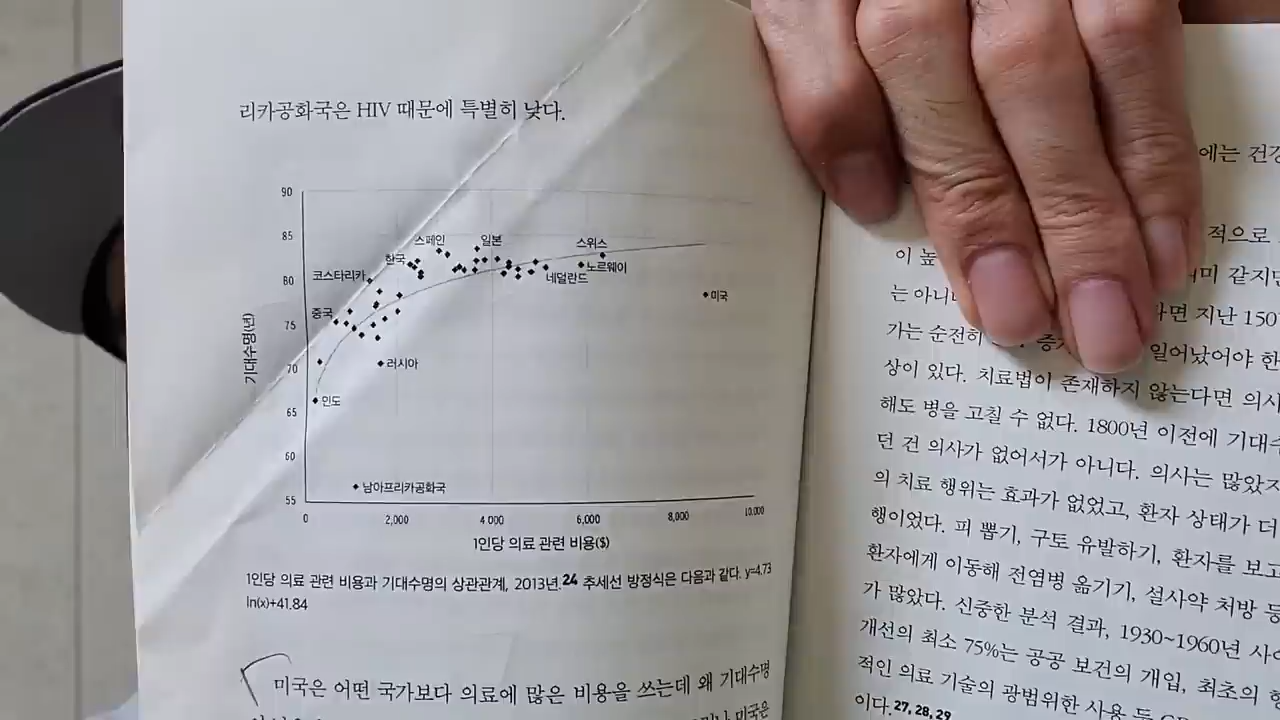 리카공화국은 HIV 때문에 특별히 낮다.
90
85
80
75
70
65
60
55
기대수명(년)
스페인
일본
스위스
한국
노르웨이
코스타리카
네덜란드
미국
중국
러시아
인도
남아프리카공화국
0 2,000 4,000 6,000 8,000 10,000
1인당 의료 관련 비용($)
1인당 의료 관련 비용과 기대수명의 상관관계, 2013년.24 추세선 방정식은 다음과 같다. y=4.73
ln(x)+41.84
미국은 어떤 국가보다 의료에 많은 비용을 쓰는데 왜 기대수명
미국은
에는 건강
적으로
이 높
같지만
는 아니
다면 지난 150
가는 순전히
일어났어야 한
상이 있다. 치료법이 존재하지 않는다면 의사
해도 병을 고칠 수 없다. 1800년 이전에 기대수
던 건 의사가 없어서가 아니다. 의사는 많았지
의 치료 행위는 효과가 없었고, 환자 상태가 더
행이었다. 피 뽑기, 구토 유발하기, 환자를 보고
환자에게 이동해 전염병 옮기기, 설사약 처방 등
가 많았다. 신중한 분석 결과, 1930~1960년 사이
개선의 최소 75%는 공공 보건의 개입, 최초의 항
적인 의료 기술의 광범위한 사용 등
이다.27, 28, 29